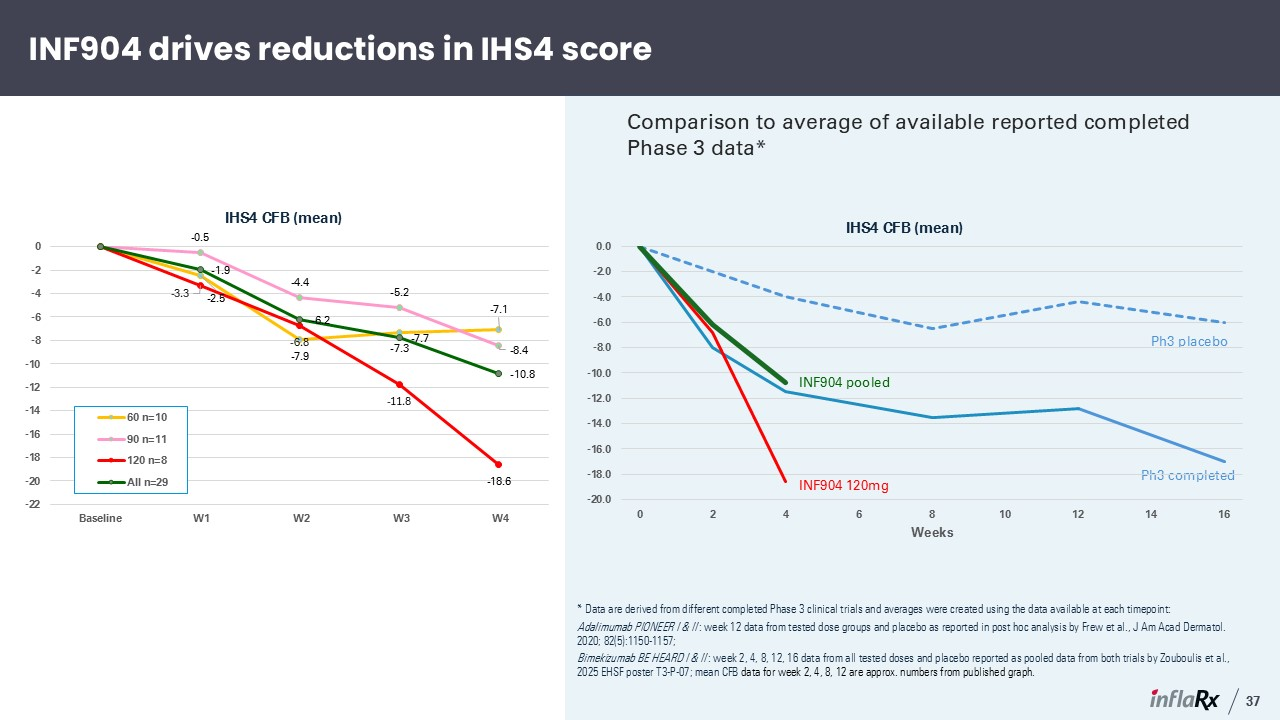 INF904 drives reductions in IHS4 score
Comparison to average of available reported completed
Phase 3 data*
IHS4 CFB (mean)
0
-2
-4
-6
-8
-10
-12
-14
-16
-18
-20
-22
-0.5
-1.9
-3.3
-2.5
-4.4
-6.2
-6.8
-7.9
-5.2
-7.7
-7.3
-11.8
-7.1
-8.4
-10.8
-18.6
60 n=10
90 n=11
120 n=8
All n=29
Baseline W1 W2 W3 W4
IHS4 CFB (mean)
0.0
-2.0
-4.0
-6.0
-8.0
-10.0
-12.0
-14.0
-16.0
-18.0
-20.0
Ph3 placebo
INF904 pooled
Ph3 completed
INF904 120mg
0 2 4 6 8 10 12 14 16
Weeks
* Data are derived from different completed Phase 3 clinical trials and averages were created using the data available at each timepoint:
Adalimumab PIONEER I & II: week 12 data from tested dose groups and placebo as reported in post hoc analysis by Frew et al., J Am Acad Dermatol.
2020; 82(5):1150-1157;
Bimekizumab BE HEARD I & II: week 2, 4, 8, 12, 16 data from all tested doses and placebo reported as pooled data from both trials by Zouboulis et al.,
2025 EHSF poster T3-P-07; mean CFB data for week 2, 4, 8, 12 are approx. numbers from published graph.
inflaRx / 37